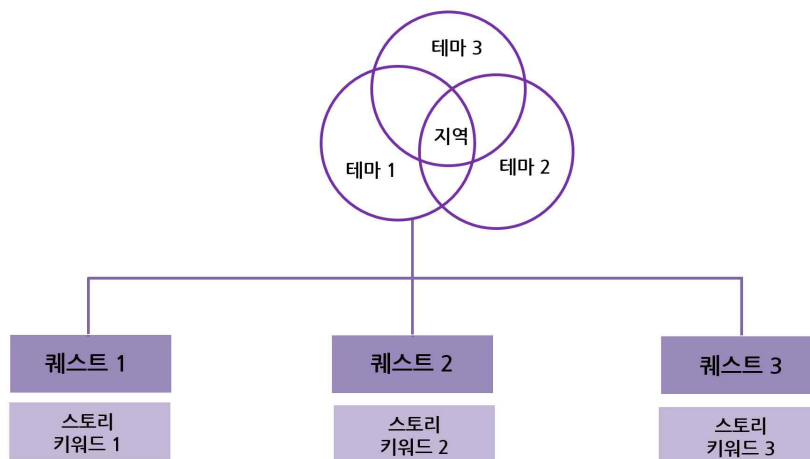 테마 3
지역
테마 1
테마 2
퀘스트 1
퀘스트 2
퀘스트 3
스토리
키워드 1
스토리
키워드 2
스토리
키워드 3